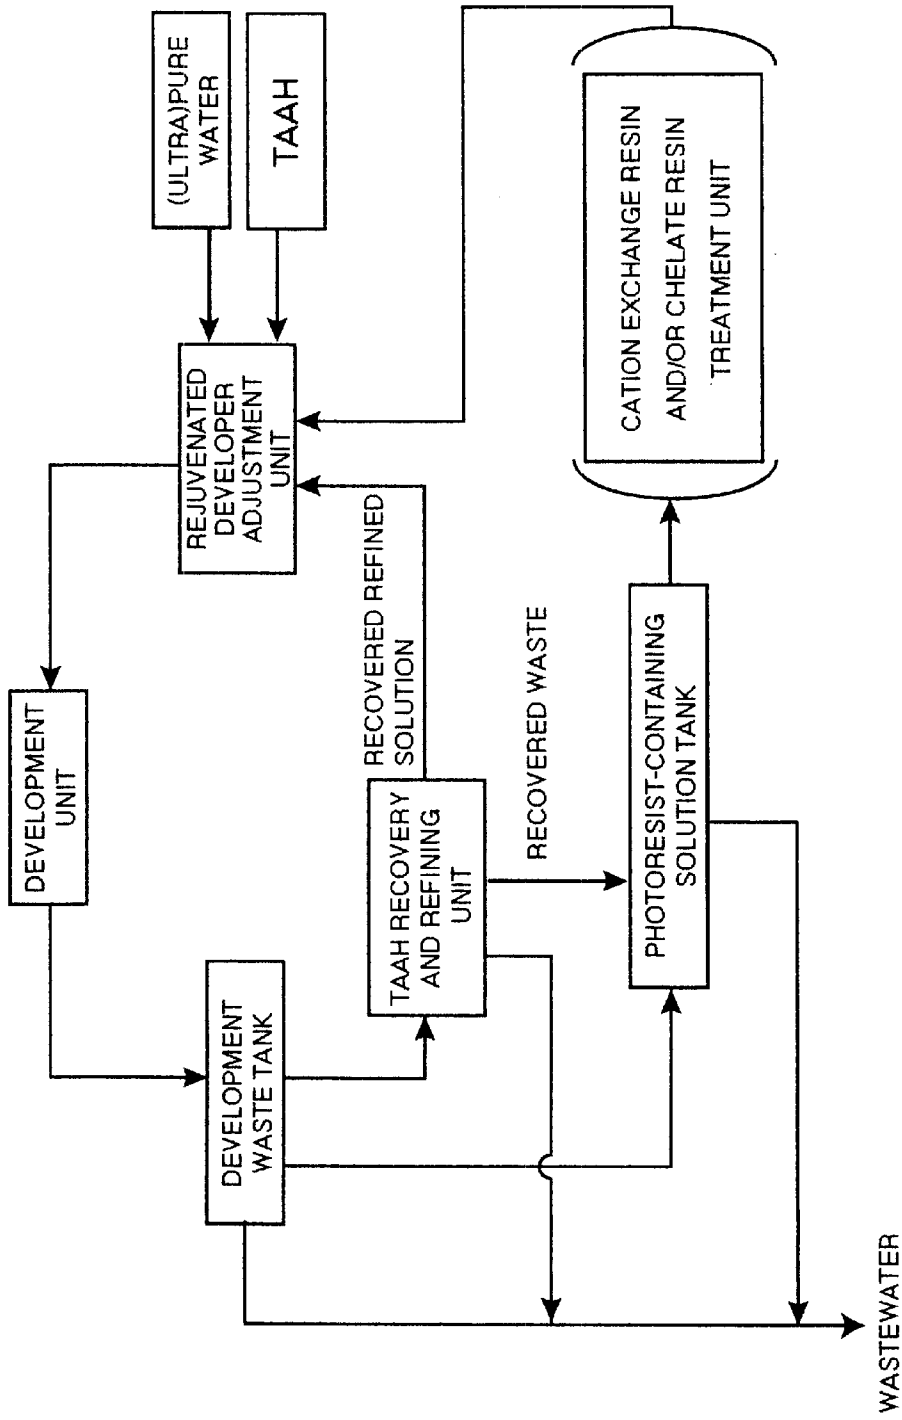 (ULTRA)PURE
WATER
TAAH
REJUVENATED
DEVELOPER
ADJUSTMENT
UNIT
DEVELOPMENT
UNIT
DEVELOPMENT
WASTE TANK
TAAH RECOVERY
AND REFINING
UNIT
RECOVERED REFINED
SOLUTION
RECOVERED WASTE
PHOTORESIST-CONTAINING
SOLUTION TANK
CATION EXCHANGE RESIN
AND/OR CHELATE RESIN
TREATMENT UNIT
WASTEWATER